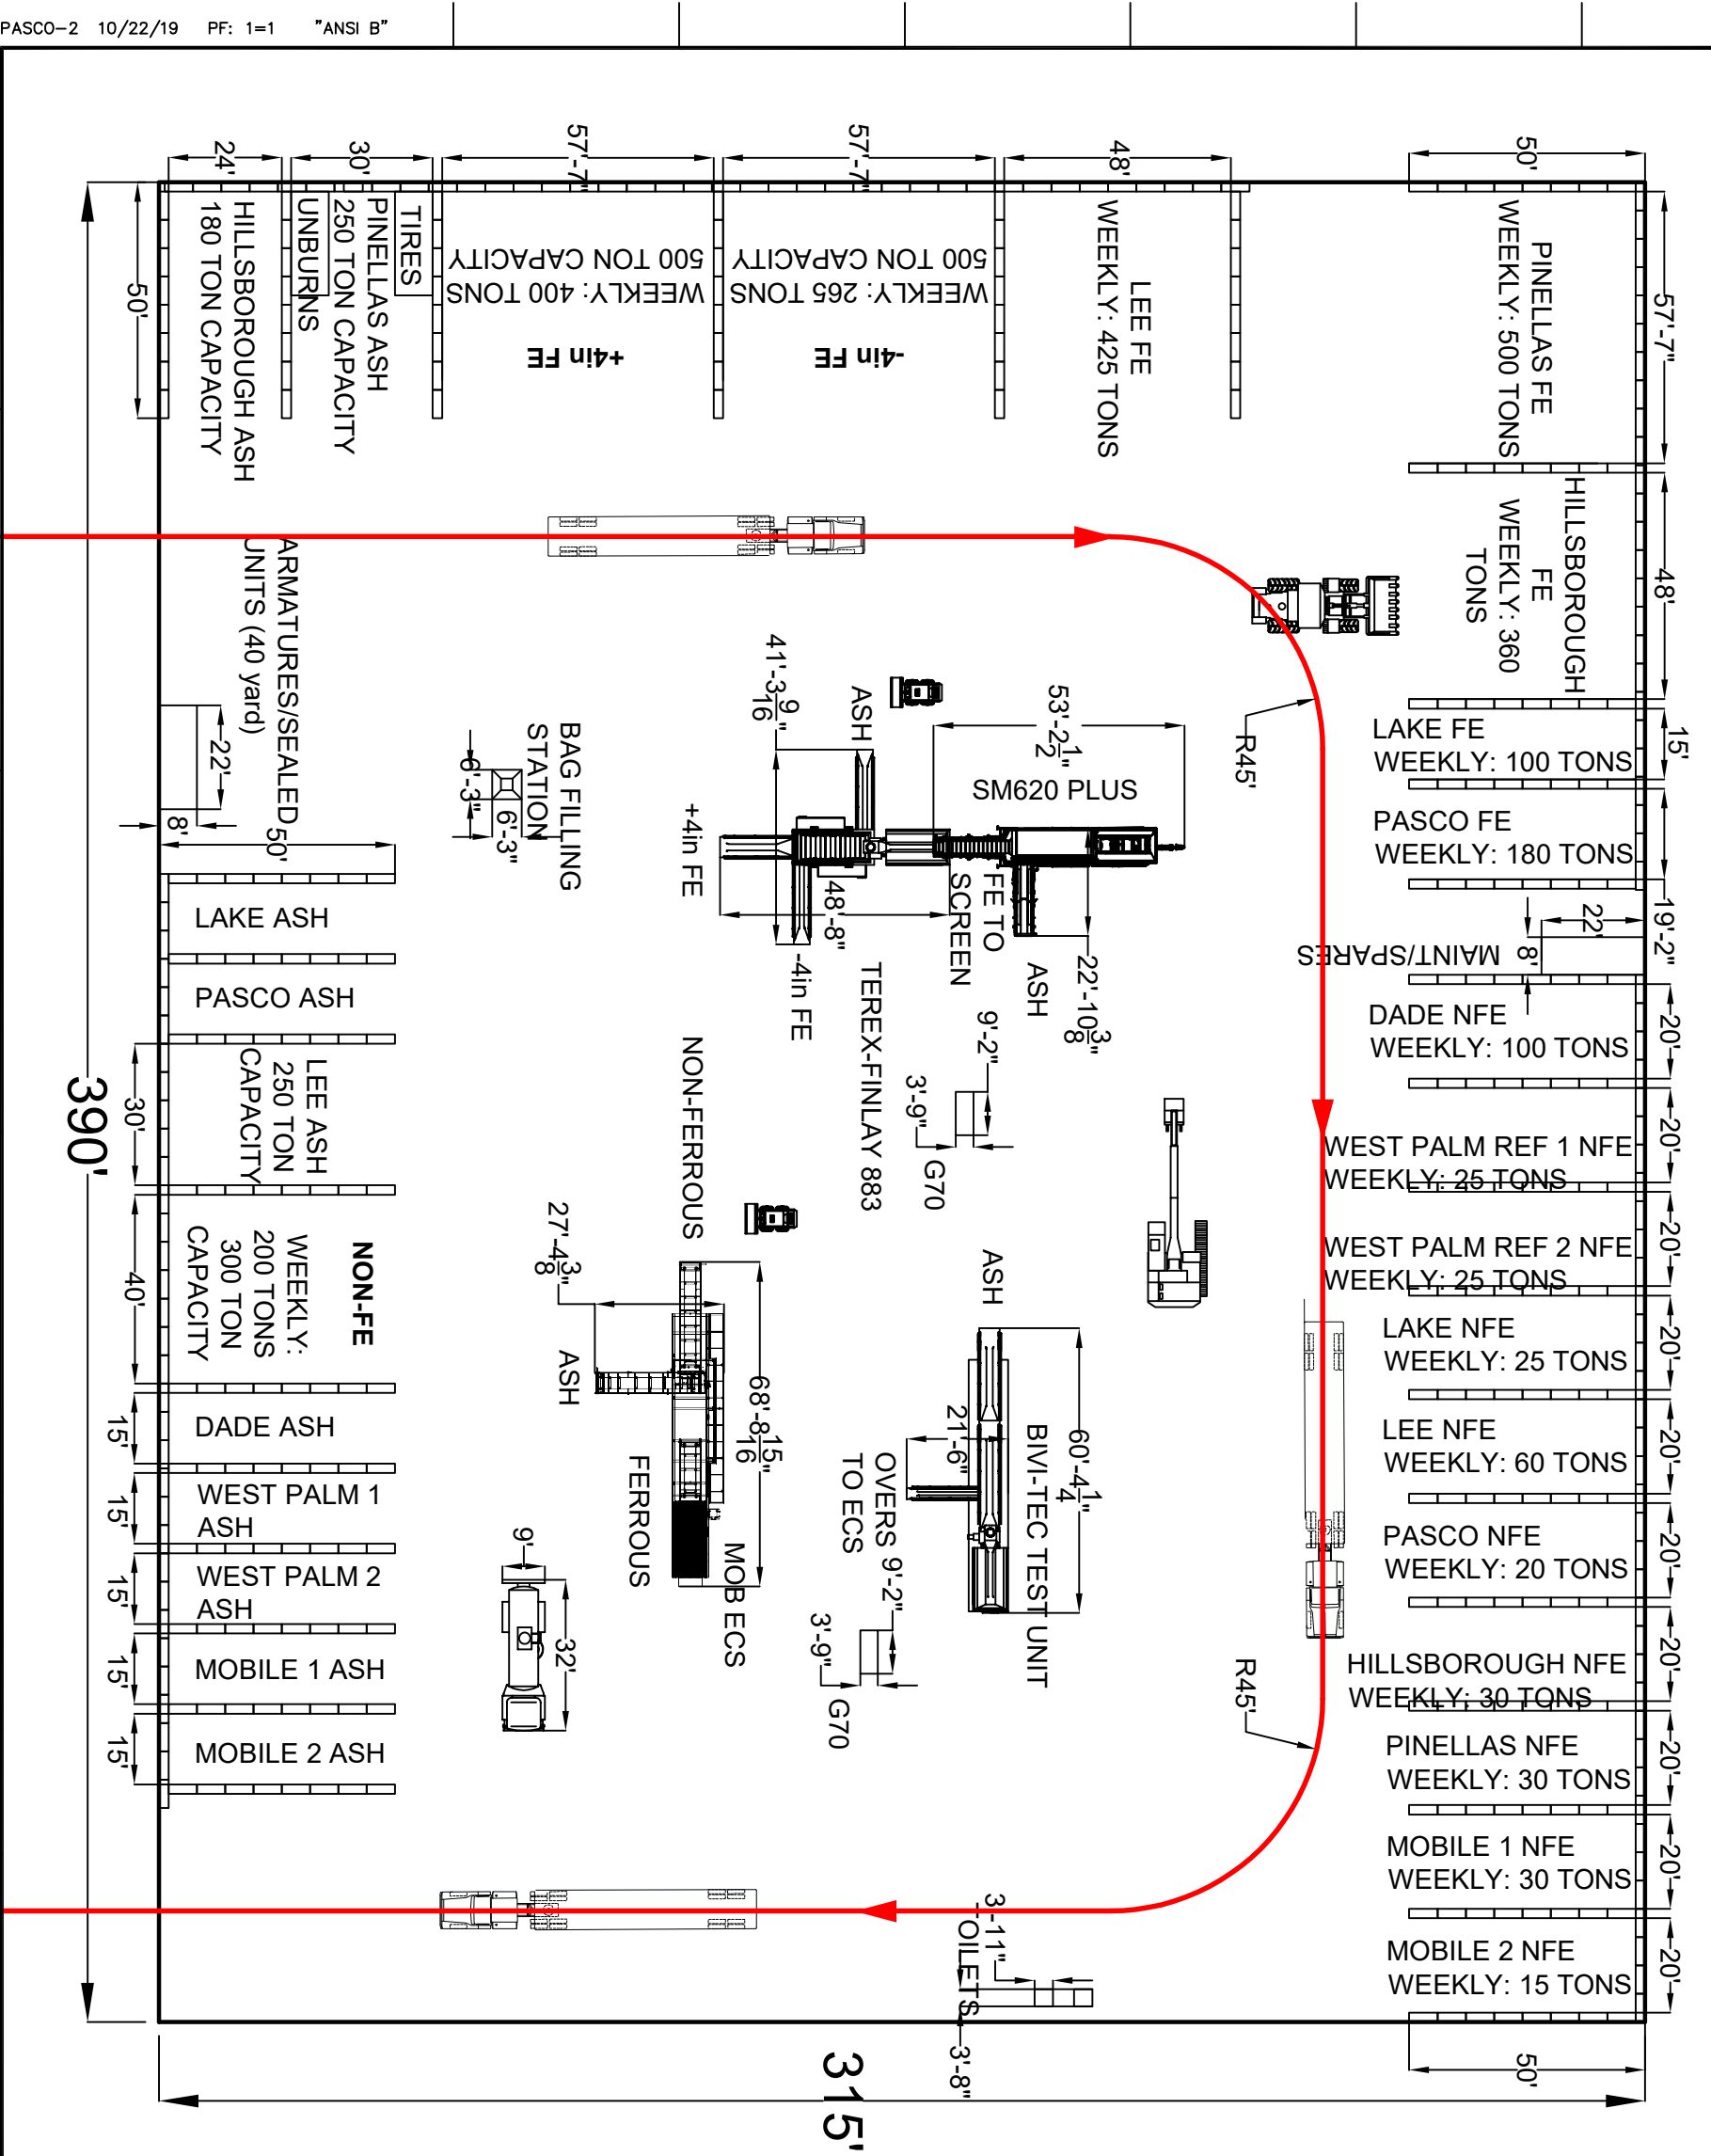 PASCO-2 10/22/19 PF: 1=1 "ANSI B"
24'
30'
57'-7"
57'-7"
48'
50'
50'
HILLSBOROUGH ASH
180 TON CAPACITY
UNBURNS
PINELLAS ASH
250 TON CAPACITY
TIRES
+4in FE
WEEKLY: 400 TONS
500 TON CAPACITY
-4in FE
WEEKLY: 265 TONS
500 TON CAPACITY
LEE FE
WEEKLY: 425 TONS
PINELLAS FE
WEEKLY: 500 TONS
57'-7"
HILLSBOROUGH
FE
WEEKLY: 360
TONS
48'
LAKE FE
WEEKLY: 100 TONS
15'
PASCO FE
WEEKLY: 180 TONS
19'-2"
22'
8'
MAINT/SPARES
DADE NFE
WEEKLY: 100 TONS
20'
WEST PALM REF 1 NFE
WEEKLY: 25 TONS
20'
WEST PALM REF 2 NFE
WEEKLY: 25 TONS
20'
LAKE NFE
WEEKLY: 25 TONS
20'
LEE NFE
WEEKLY: 60 TONS
20'
PASCO NFE
WEEKLY: 20 TONS
20'
HILLSBOROUGH NFE
WEEKLY: 30 TONS
20'
PINELLAS NFE
WEEKLY: 30 TONS
20'
MOBILE 1 NFE
WEEKLY: 30 TONS
20'
MOBILE 2 NFE
WEEKLY: 15 TONS
20'
50'
ARMATURES/SEALED
UNITS (40 yard)
22'
8'
50'
BAG FILLING
STATION
6'-3"
6'-3"
41'-3 9/16"
ASH
+4in FE
48'-8"
-4in FE
TEREX-FINLAY 883
53'-2 1/2"
SM620 PLUS
FE TO
SCREEN
ASH
22'-10 3/8"
R45'
9'-2"
3'-9"
G70
LAKE ASH
PASCO ASH
LEE ASH
250 TON
CAPACITY
30'
390'
NON-FE
WEEKLY:
200 TONS
300 TON
CAPACITY
40'
DADE ASH
15'
WEST PALM 1
ASH
15'
WEST PALM 2
ASH
15'
MOBILE 1 ASH
15'
MOBILE 2 ASH
15'
NON-FERROUS
27'-4 3/8"
ASH
68'-8 15/16"
FERROUS
MOB ECS
9'
32'
ASH
60'-4 1/4"
21'-6"
BIVI-TEC TEST UNIT
OVERS
TO ECS
9'-2"
3'-9"
G70
R45'
3'-11"
TOILETS
3'-8"
315'